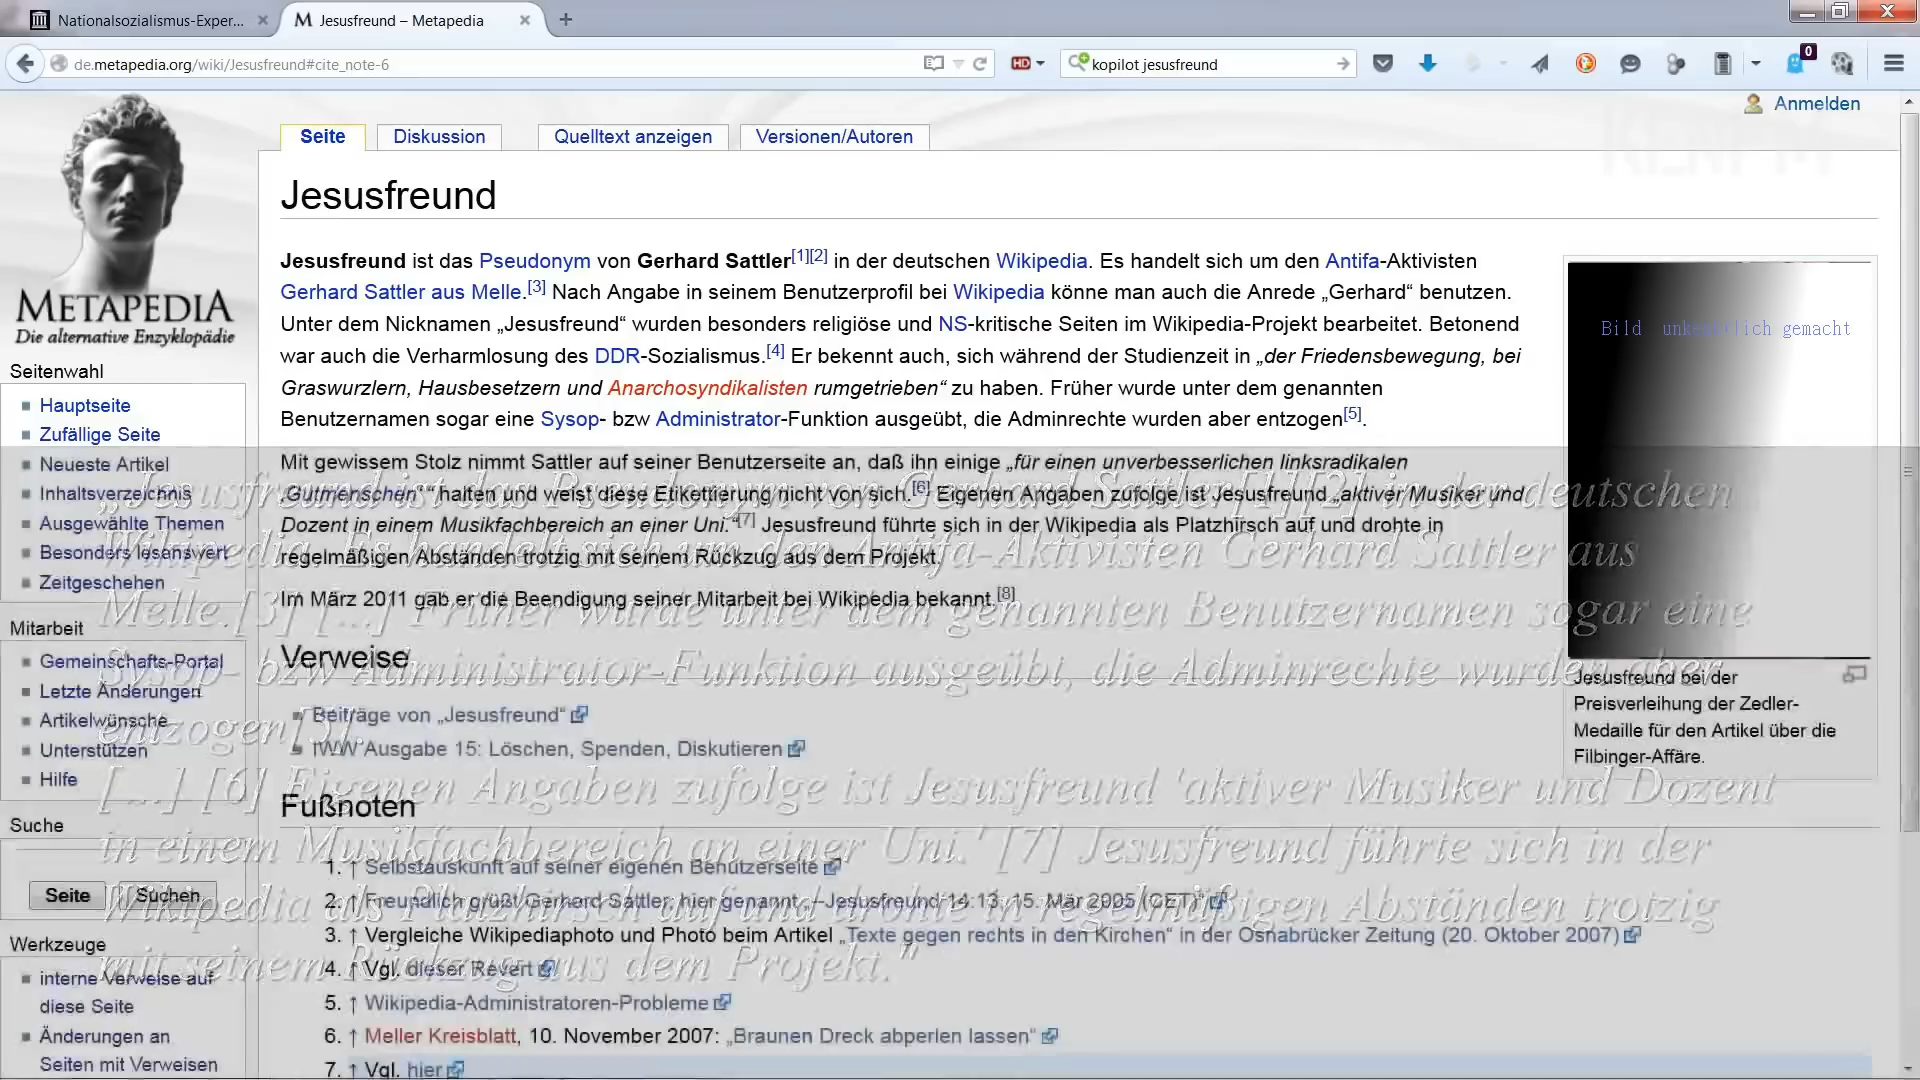 Nationalsozialismus-Exper...
Jesusfreund – Metapedia
de.metapedia.org/wiki/Jesusfreund#cite_note-6
HD
kopilot jesusfreund
0
Anmelden
Seite
Diskussion
Quelltext anzeigen
Versionen/Autoren
METAPEDIA
Die alternative Enzyklopädie
Jesusfreund
Jesusfreund ist das Pseudonym von Gerhard Sattler[1][2] in der deutschen Wikipedia. Es handelt sich um den Antifa-Aktivisten
Gerhard Sattler aus Melle.[3] Nach Angabe in seinem Benutzerprofil bei Wikipedia könne man auch die Anrede „Gerhard“ benutzen.
Unter dem Nicknamen „Jesusfreund“ wurden besonders religiöse und NS-kritische Seiten im Wikipedia-Projekt bearbeitet. Betonend
war auch die Verharmlosung des DDR-Sozialismus.[4] Er bekennt auch, sich während der Studienzeit in „der Friedensbewegung, bei
Graswurzlern, Hausbesetzern und Anarchosyndikalisten rumgetrieben“ zu haben. Früher wurde unter dem genannten
Benutzernamen sogar eine Sysop- bzw Administrator-Funktion ausgeübt, die Adminrechte wurden aber entzogen[5].
Mit gewissem Stolz nimmt Sattler auf seiner Benutzerseite an, daß ihn einige „für einen unverbesserlichen linksradikalen
‚Gutmenschen‘“ halten und weist diese Etikettierung nicht von sich.[6] Eigenen Angaben zufolge ist Jesusfreund „aktiver Musiker und
Dozent in einem Musikfachbereich an einer Uni.“[7] Jesusfreund führte sich in der Wikipedia als Platzhirsch auf und drohte in
regelmäßigen Abständen trotzig mit seinem Rückzug aus dem Projekt.
Im März 2011 gab er die Beendigung seiner Mitarbeit bei Wikipedia bekannt.[8]
Bild unkenntlich gemacht
Jesusfreund bei der
Preisverleihung der Zedler-
Medaille für den Artikel über die
Filbinger-Affäre.
Verweise
Beiträge von „Jesusfreund“
IWW Ausgabe 15: Löschen, Spenden, Diskutieren
Fußnoten
1. ↑ Selbstauskunft auf seiner eigenen Benutzerseite
2. ↑ Freundlich grüßt Gerhard Sattler, hier genannt „--Jesusfreund 14:13, 15. Mär 2005 (CET)“
3. ↑ Vergleiche Wikipediaphoto und Photo beim Artikel „Texte gegen rechts in den Kirchen“ in der Osnabrücker Zeitung (20. Oktober 2007)
4. ↑ Vgl. dieser Revert
5. ↑ Wikipedia-Administratoren-Probleme
6. ↑ Meller Kreisblatt, 10. November 2007: „Braunen Dreck abperlen lassen“
7. ↑ Vgl. hier
Seitenwahl
Hauptseite
Zufällige Seite
Neueste Artikel
Inhaltsverzeichnis
Ausgewählte Themen
Besonders lesenswert
Zeitgeschehen
Mitarbeit
Gemeinschafts-Portal
Letzte Änderungen
Artikelwünsche
Unterstützen
Hilfe
Suche
Seite
Suchen
Werkzeuge
interne Verweise auf
diese Seite
Änderungen an
Seiten mit Verweisen
„Jesusfreund ist das Pseudonym von Gerhard Sattler[1][2] in der deutschen
Wikipedia. Es handelt sich um den Antifa-Aktivisten Gerhard Sattler aus
Melle.[3] [...] Früher wurde unter dem genannten Benutzernamen sogar eine
Sysop- bzw Administrator-Funktion ausgeübt, die Adminrechte wurden aber
entzogen[5].
[...] [6] Eigenen Angaben zufolge ist Jesusfreund 'aktiver Musiker und Dozent
in einem Musikfachbereich an einer Uni.' [7] Jesusfreund führte sich in der
Wikipedia als Platzhirsch auf und drohte in regelmäßigen Abständen trotzig
mit seinem Rückzug aus dem Projekt."